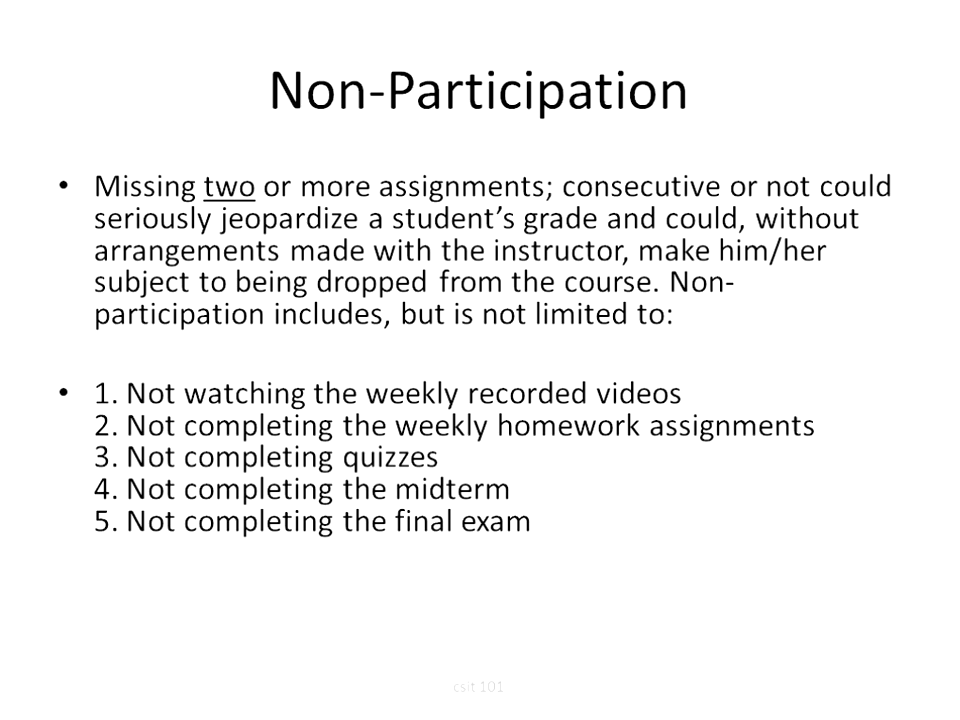 Non-Participation
• Missing two or more assignments; consecutive or not could
seriously jeopardize a student’s grade and could, without
arrangements made with the instructor, make him/her
subject to being dropped from the course. Non-
participation includes, but is not limited to:
• 1. Not watching the weekly recorded videos
2. Not completing the weekly homework assignments
3. Not completing quizzes
4. Not completing the midterm
5. Not completing the final exam
csit 101